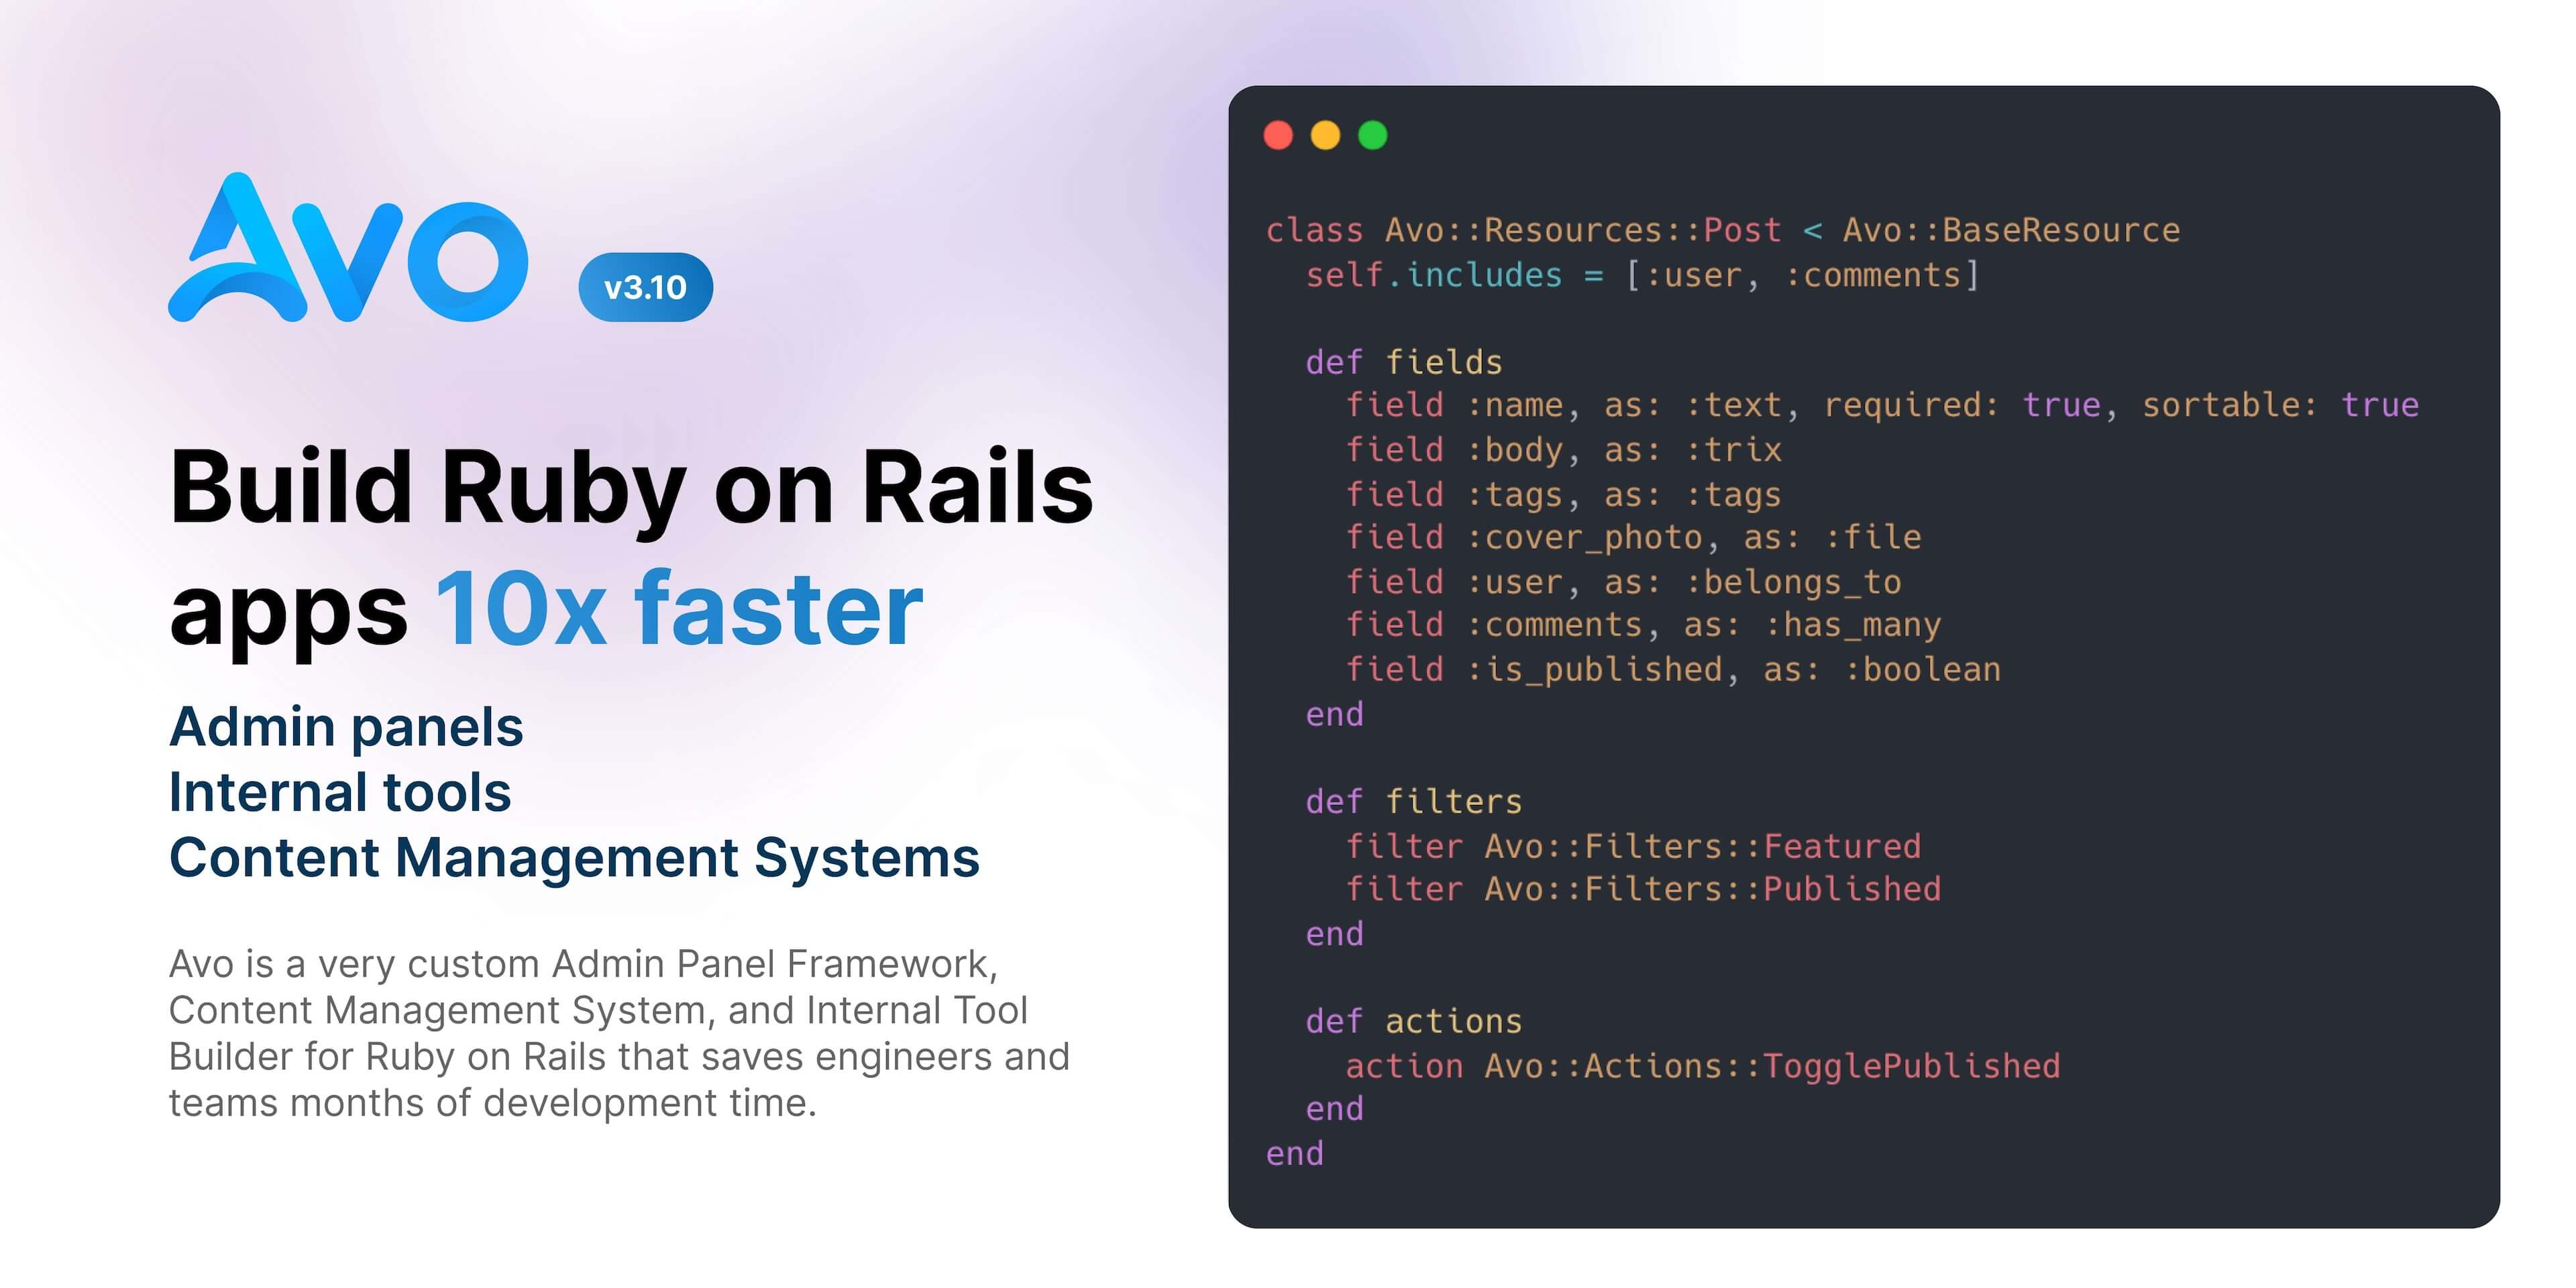 Avo
v3.10
Build Ruby on Rails
apps 10x faster
Admin panels
Internal tools
Content Management Systems
Avo is a very custom Admin Panel Framework,
Content Management System, and Internal Tool
Builder for Ruby on Rails that saves engineers and
teams months of development time.
class Avo::Resources::Post < Avo::BaseResource
  self.includes = [:user, :comments]
  def fields
    field :name, as: :text, required: true, sortable: true
    field :body, as: :trix
    field :tags, as: :tags
    field :cover_photo, as: :file
    field :user, as: :belongs_to
    field :comments, as: :has_many
    field :is_published, as: :boolean
  end
  def filters
    filter Avo::Filters::Featured
    filter Avo::Filters::Published
  end
  def actions
    action Avo::Actions::TogglePublished
  end
end